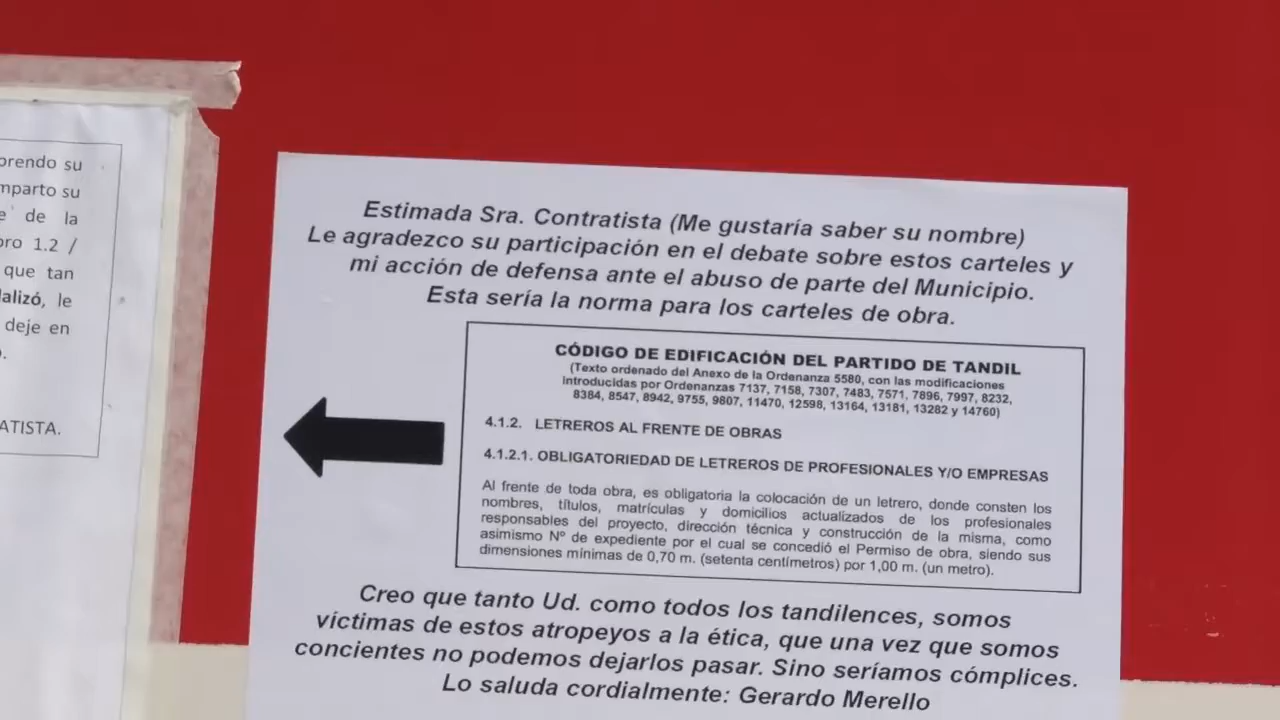 su
su
de la
1.2 /
que tan
le
deje en
Estimada Sra. Contratista (Me gustaría saber su nombre)
Le agradezco su participación en el debate sobre estos carteles y
mi acción de defensa ante el abuso de parte del Municipio.
Esta sería la norma para los carteles de obra.
CÓDIGO DE EDIFICACIÓN DEL PARTIDO DE TANDIL
(Texto ordenado del Anexo de la Ordenanza 5580, con las modificaciones
introducidas por Ordenanzas 7137, 7158, 7307, 7483, 7571, 7896, 7997, 8232,
8384, 8547, 8942, 9755, 9807, 11470, 12598, 13164, 13181, 13282 y 14760)
4.1.2. LETREROS AL FRENTE DE OBRAS
4.1.2.1. OBLIGATORIEDAD DE LETREROS DE PROFESIONALES Y/O EMPRESAS
Al frente de toda obra, es obligatoria la colocación de un letrero, donde consten los
nombres, títulos, matrículas y domicilios actualizados de los profesionales
responsables del proyecto, dirección técnica y construcción de la misma, como
asimismo Nº de expediente por el cual se concedió el Permiso de obra, siendo sus
dimensiones mínimas de 0,70 m. (setenta centímetros) por 1,00 m. (un metro).
Creo que tanto Ud. como todos los tandilences, somos
víctimas de estos atropeyos a la ética, que una vez que somos
concientes no podemos dejarlos pasar. Sino seríamos cómplices.
Lo saluda cordialmente: Gerardo Merello